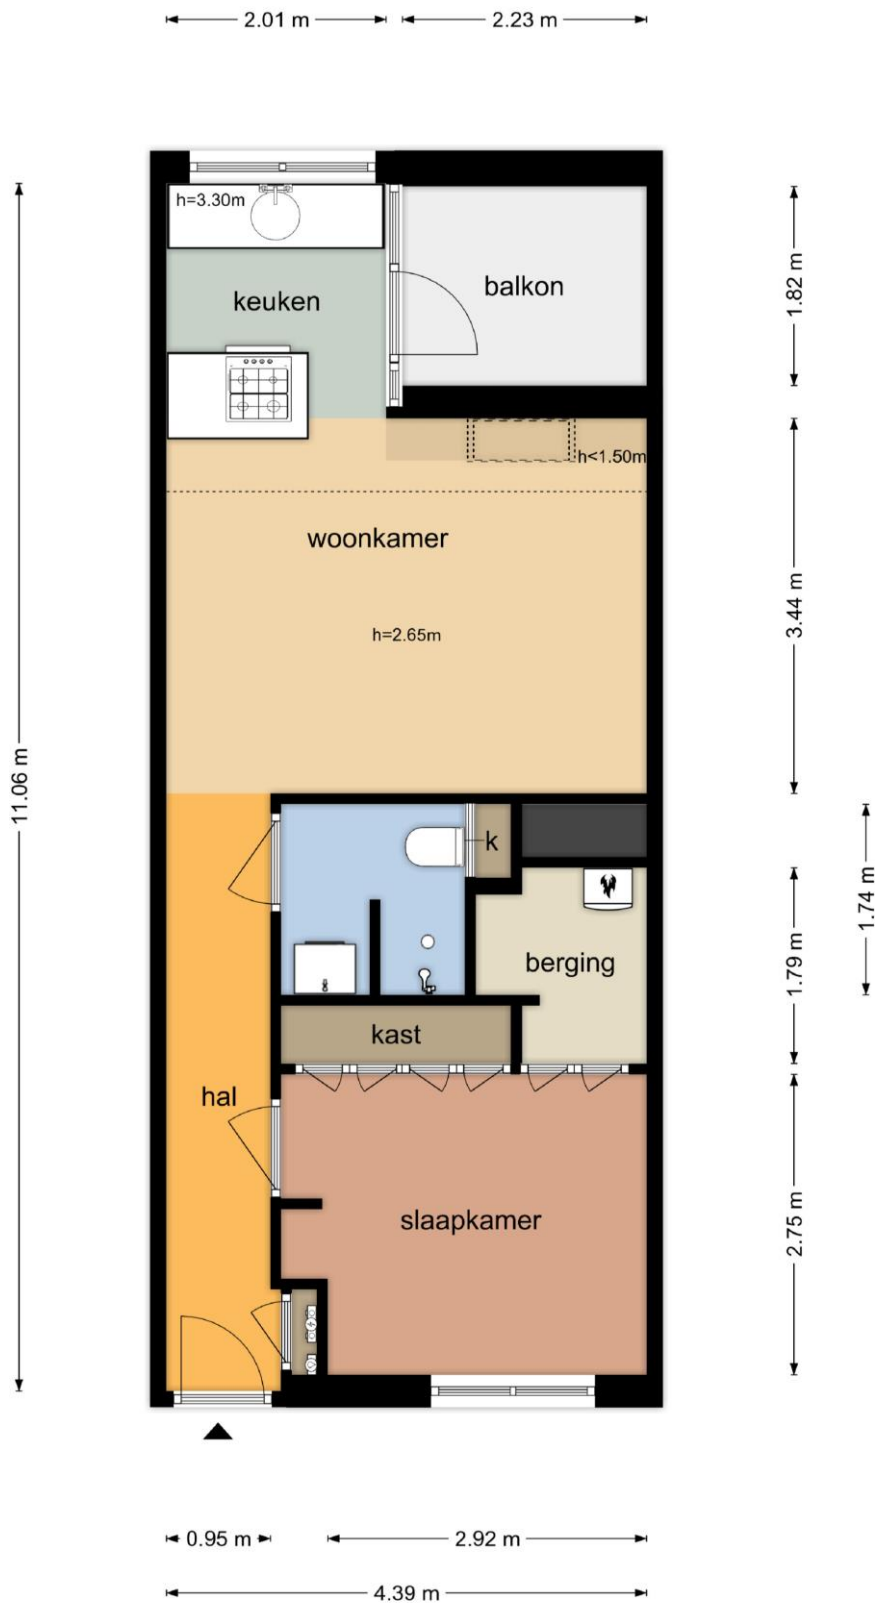 2.01 m
2.23 m
h=3.30m
keuken
balkon
1.82 m
h<1.50m
woonkamer
h=2.65m
3.44 m
11.06 m
k
1.74 m
berging
1.79 m
kast
hal
slaapkamer
2.75 m
0.95 m
2.92 m
4.39 m